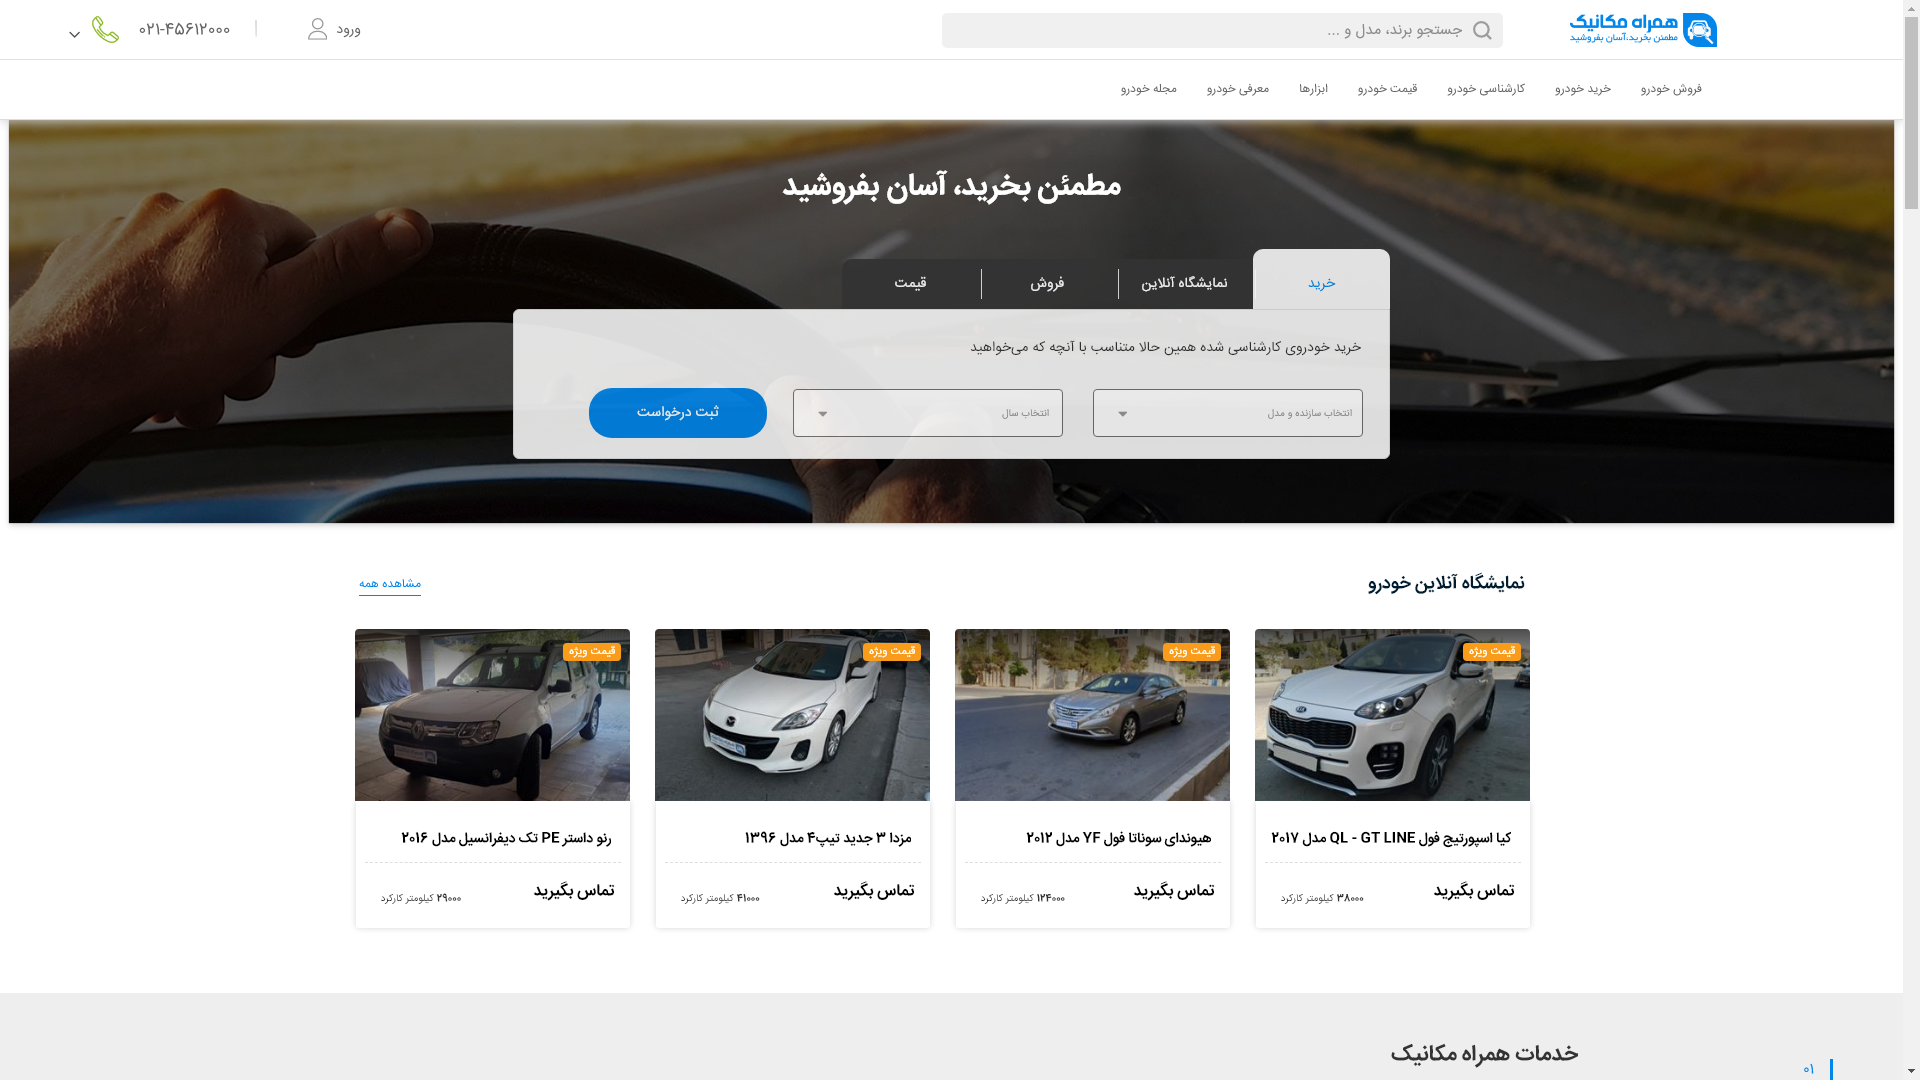 همراه مکانیک
مطمئن بخرید،آسان بفروشید
جستجو برند، مدل و ...
ورود
۰۲۱-۴۵۶۱۲۰۰۰
فروش خودرو
خرید خودرو
کارشناسی خودرو
قیمت خودرو
ابزارها
معرفی خودرو
مجله خودرو
مطمئن بخرید، آسان بفروشید
خرید
نمایشگاه آنلاین
فروش
قیمت
خرید خودروی کارشناسی شده همین حالا متناسب با آنچه که می‌خواهید
انتخاب سازنده و مدل
انتخاب سال
ثبت درخواست
نمایشگاه آنلاین خودرو
مشاهده همه
قیمت ویژه
کیا اسپورتیج فول QL - GT LINE مدل ۲۰۱۷
تماس بگیرید
۳۸۰۰۰ کیلومتر کارکرد
قیمت ویژه
هیوندای سوناتا فول YF مدل ۲۰۱۲
تماس بگیرید
۱۲۴۰۰۰ کیلومتر کارکرد
قیمت ویژه
مزدا ۳ جدید تیپ۴ مدل ۱۳۹۶
تماس بگیرید
۴۱۰۰۰ کیلومتر کارکرد
قیمت ویژه
رنو داستر PE تک دیفرانسیل مدل ۲۰۱۶
تماس بگیرید
۲۹۰۰۰ کیلومتر کارکرد
خدمات همراه مکانیک
۰۱